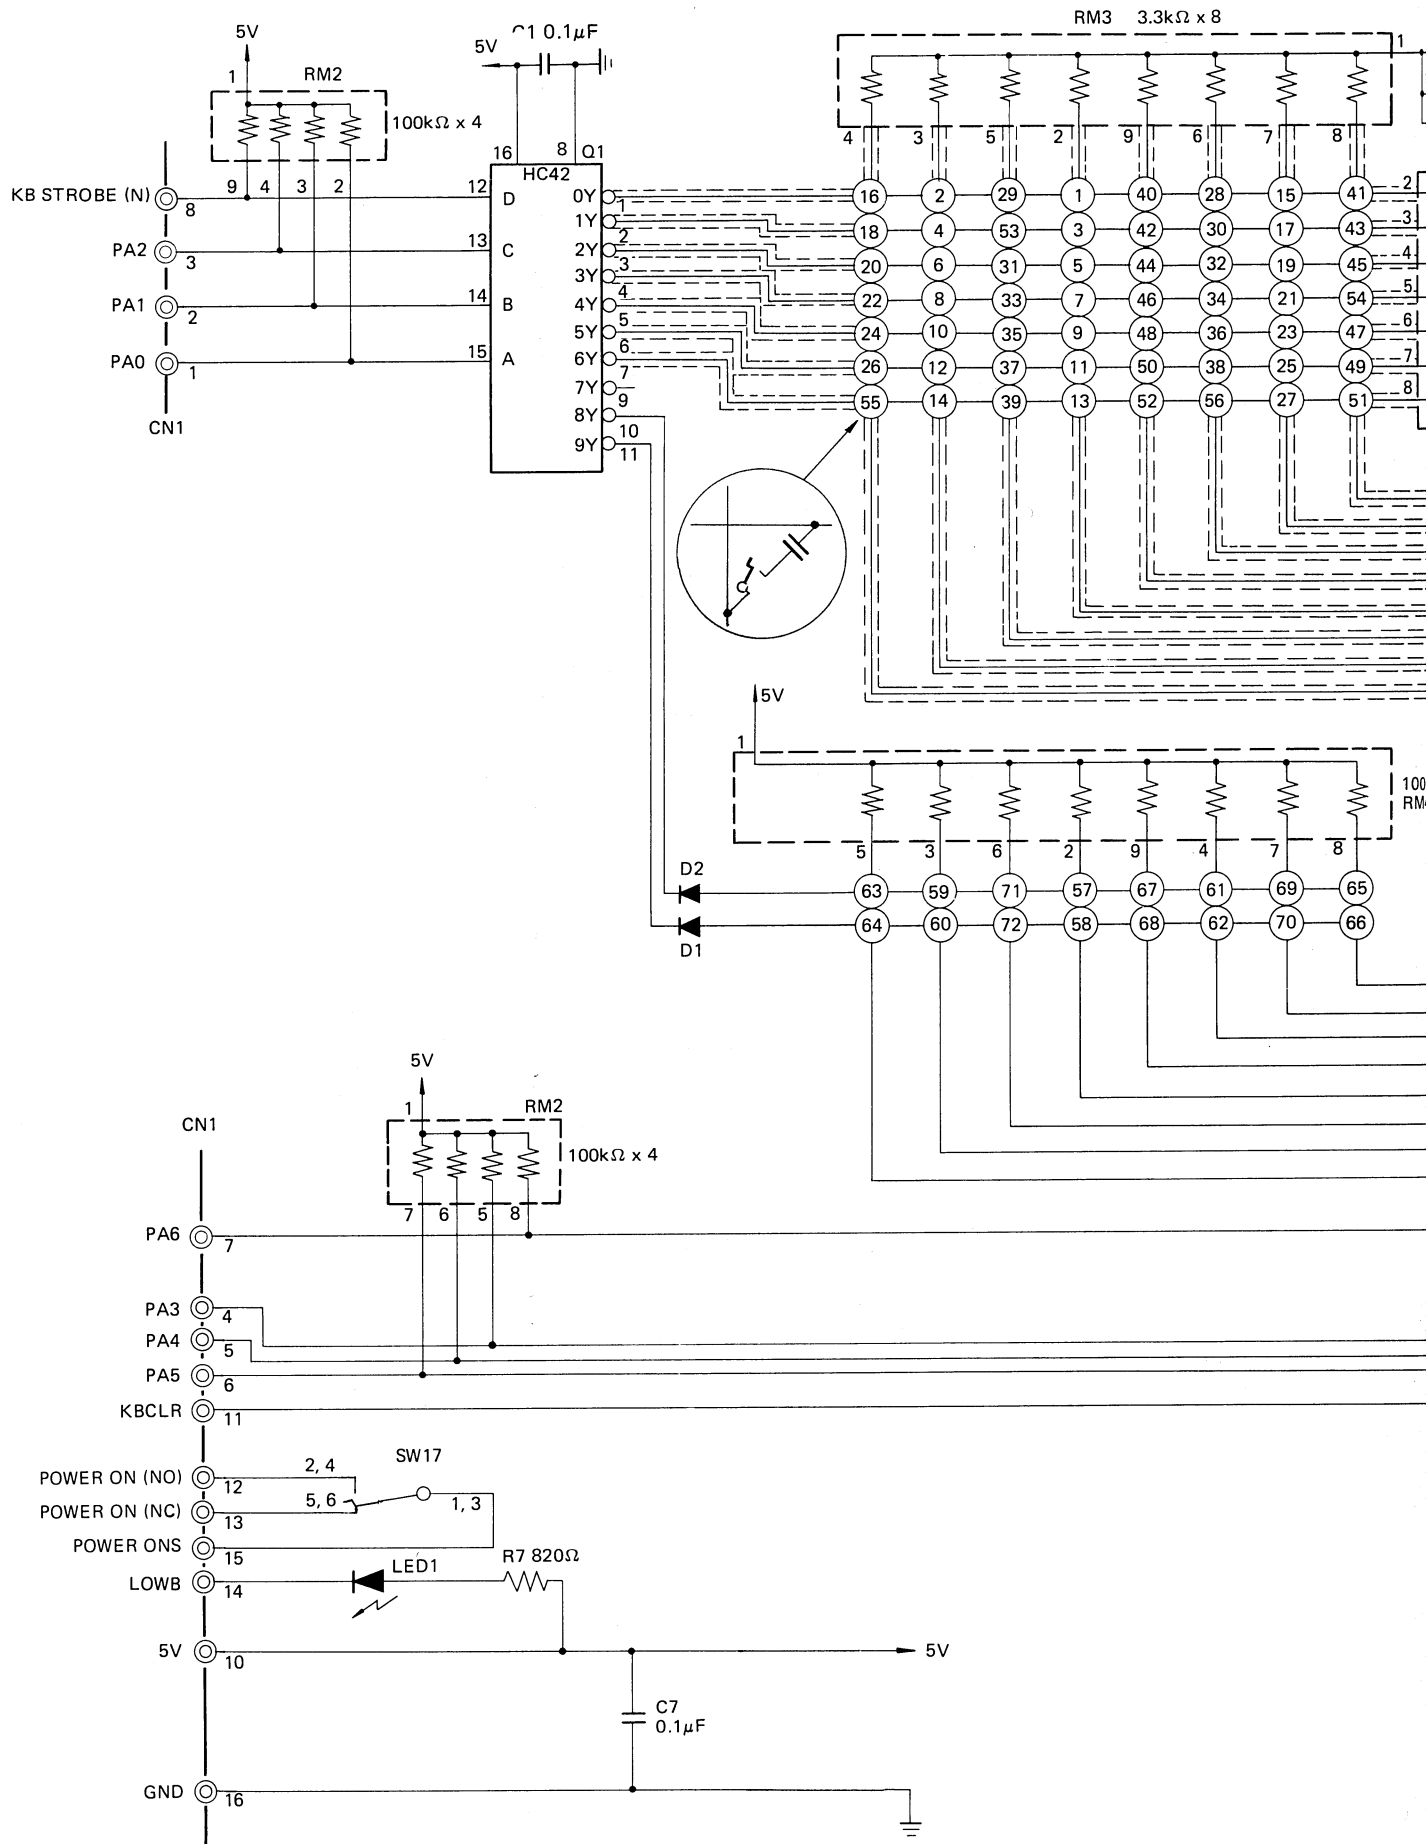 RM3 3.3kΩ x 8
5V
5V
1 0.1μF
1
1
RM2
100kΩ x 4
4 3 5 2 9 6 7 8
16 8 Q1
HC42
KB STROBE (N) 8
9 4 3 2
12 D 0Y 1
16 2 29 1 40 28 15 41 2
1Y 2
18 4 53 3 42 30 17 43 3
PA2 3
13 C 2Y 3
20 6 31 5 44 32 19 45 4
3Y 4
22 8 33 7 46 34 21 54 5
PA1 2
14 B 4Y 5
24 10 35 9 48 36 23 47 6
5Y 6
26 12 37 11 50 38 25 49 7
PA0 1
15 A 6Y 7
55 14 39 13 52 56 27 51 8
7Y 9
8Y 10
9Y 11
CN1
5V
1
100
5 3 6 2 9 4 7 8
D2
63 59 71 57 67 61 69 65
64 60 72 58 68 62 70 66
D1
5V
1
RM2
100kΩ x 4
CN1
7 6 5 8
PA6 7
PA3 4
PA4 5
PA5 6
KBCLR 11
SW17
POWER ON (NO) 12 2, 4
POWER ON (NC) 13 5, 6 1, 3
POWER ONS 15
LOWB 14 LED1 R7 820Ω
5V 10 5V
C7
0.1μF
GND 16